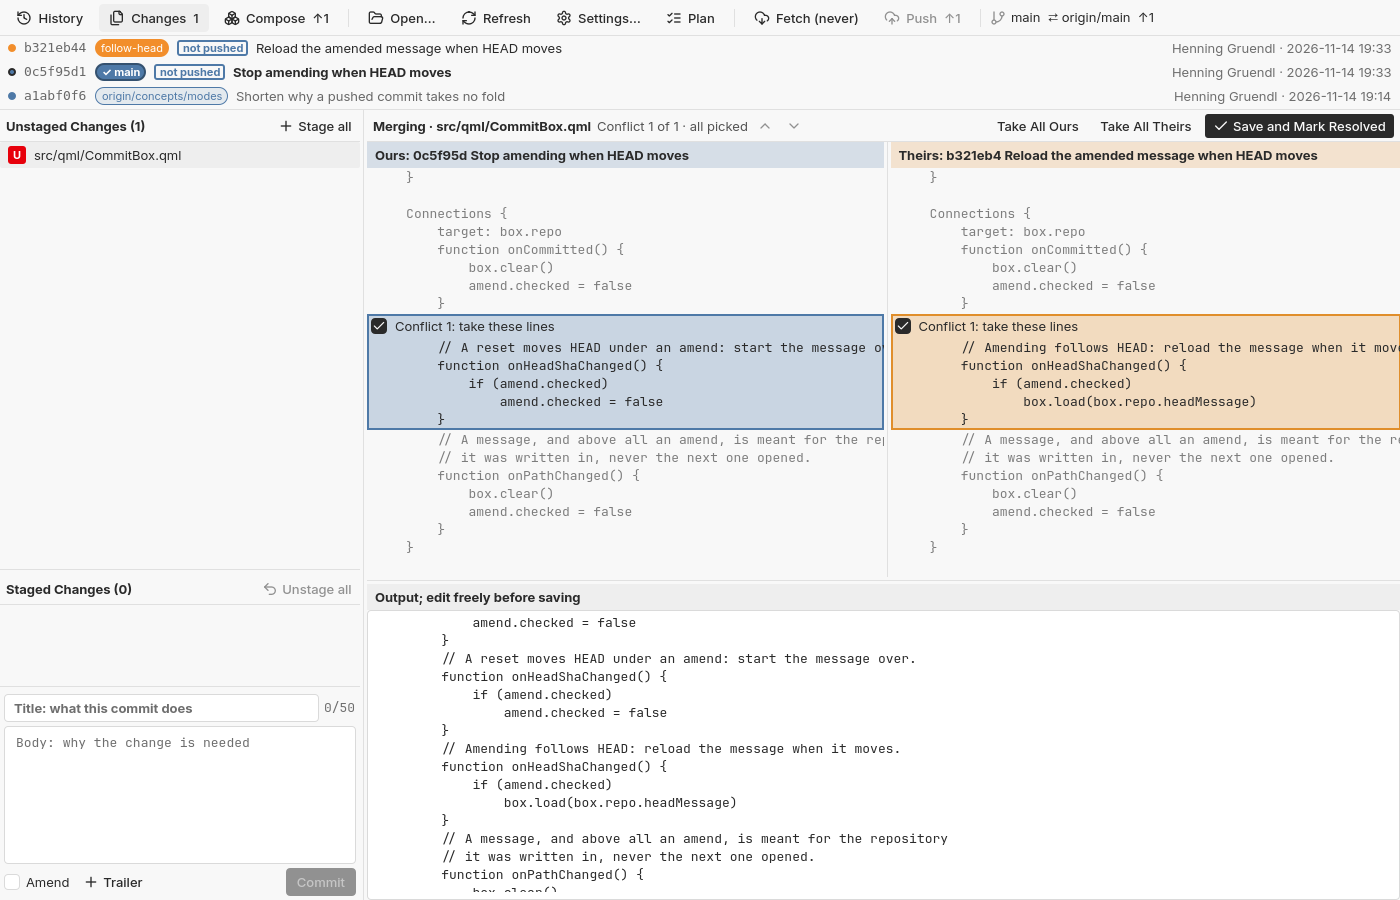 History Changes 1 Compose ↑1 Open... Refresh Settings... Plan Fetch (never) Push ↑1 main ⇄ origin/main ↑1
b321eb44 follow-head not pushed Reload the amended message when HEAD moves Henning Gruendl · 2026-11-14 19:33
0c5f95d1 ✓ main not pushed Stop amending when HEAD moves Henning Gruendl · 2026-11-14 19:33
a1abf0f6 origin/concepts/modes Shorten why a pushed commit takes no fold Henning Gruendl · 2026-11-14 19:14
Unstaged Changes (1) + Stage all
U src/qml/CommitBox.qml
Staged Changes (0) Unstage all
Title: what this commit does 0/50
Body: why the change is needed
Amend + Trailer Commit
Merging · src/qml/CommitBox.qml Conflict 1 of 1 · all picked Take All Ours Take All Theirs ✓ Save and Mark Resolved
Ours: 0c5f95d Stop amending when HEAD moves
}
Connections {
target: box.repo
function onCommitted() {
box.clear()
amend.checked = false
}
Conflict 1: take these lines
// A reset moves HEAD under an amend: start the message ov
function onHeadShaChanged() {
if (amend.checked)
amend.checked = false
}
// A message, and above all an amend, is meant for the rep
// it was written in, never the next one opened.
function onPathChanged() {
box.clear()
amend.checked = false
}
}
Theirs: b321eb4 Reload the amended message when HEAD moves
}
Connections {
target: box.repo
function onCommitted() {
box.clear()
amend.checked = false
}
Conflict 1: take these lines
// Amending follows HEAD: reload the message when it move
function onHeadShaChanged() {
if (amend.checked)
box.load(box.repo.headMessage)
}
// A message, and above all an amend, is meant for the re
// it was written in, never the next one opened.
function onPathChanged() {
box.clear()
amend.checked = false
}
}
Output; edit freely before saving
amend.checked = false
}
// A reset moves HEAD under an amend: start the message over.
function onHeadShaChanged() {
if (amend.checked)
amend.checked = false
}
// Amending follows HEAD: reload the message when it moves.
function onHeadShaChanged() {
if (amend.checked)
box.load(box.repo.headMessage)
}
// A message, and above all an amend, is meant for the repository
// it was written in, never the next one opened.
function onPathChanged() {
box.clear()